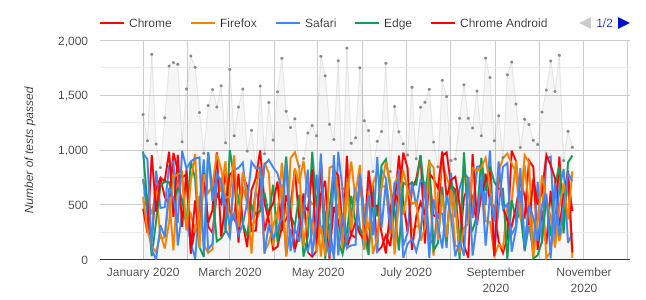 Chrome Firefox Safari Edge Chrome Android 1/2
2,000
1,500
1,000
500
0
Number of tests passed
January 2020 March 2020 May 2020 July 2020 September 2020 November 2020